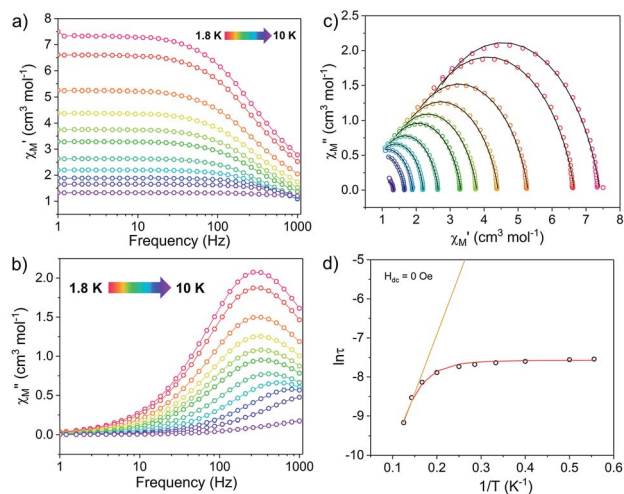 a)
1.8 K 10 K
8
7
6
5
4
3
2
1
χM' (cm³ mol⁻¹)
1 10 100 1000
Frequency (Hz)
b)
1.8 K 10 K
2.0
1.5
1.0
0.5
0.0
χM" (cm³ mol⁻¹)
1 10 100 1000
Frequency (Hz)
c)
2.5
2.0
1.5
1.0
0.5
0.0
χM" (cm³ mol⁻¹)
0 1 2 3 4 5 6 7 8
χM' (cm³ mol⁻¹)
d)
Hdc = 0 Oe
-5
-6
-7
-8
-9
-10
lnτ
0.1 0.2 0.3 0.4 0.5 0.6
1/T (K⁻¹)